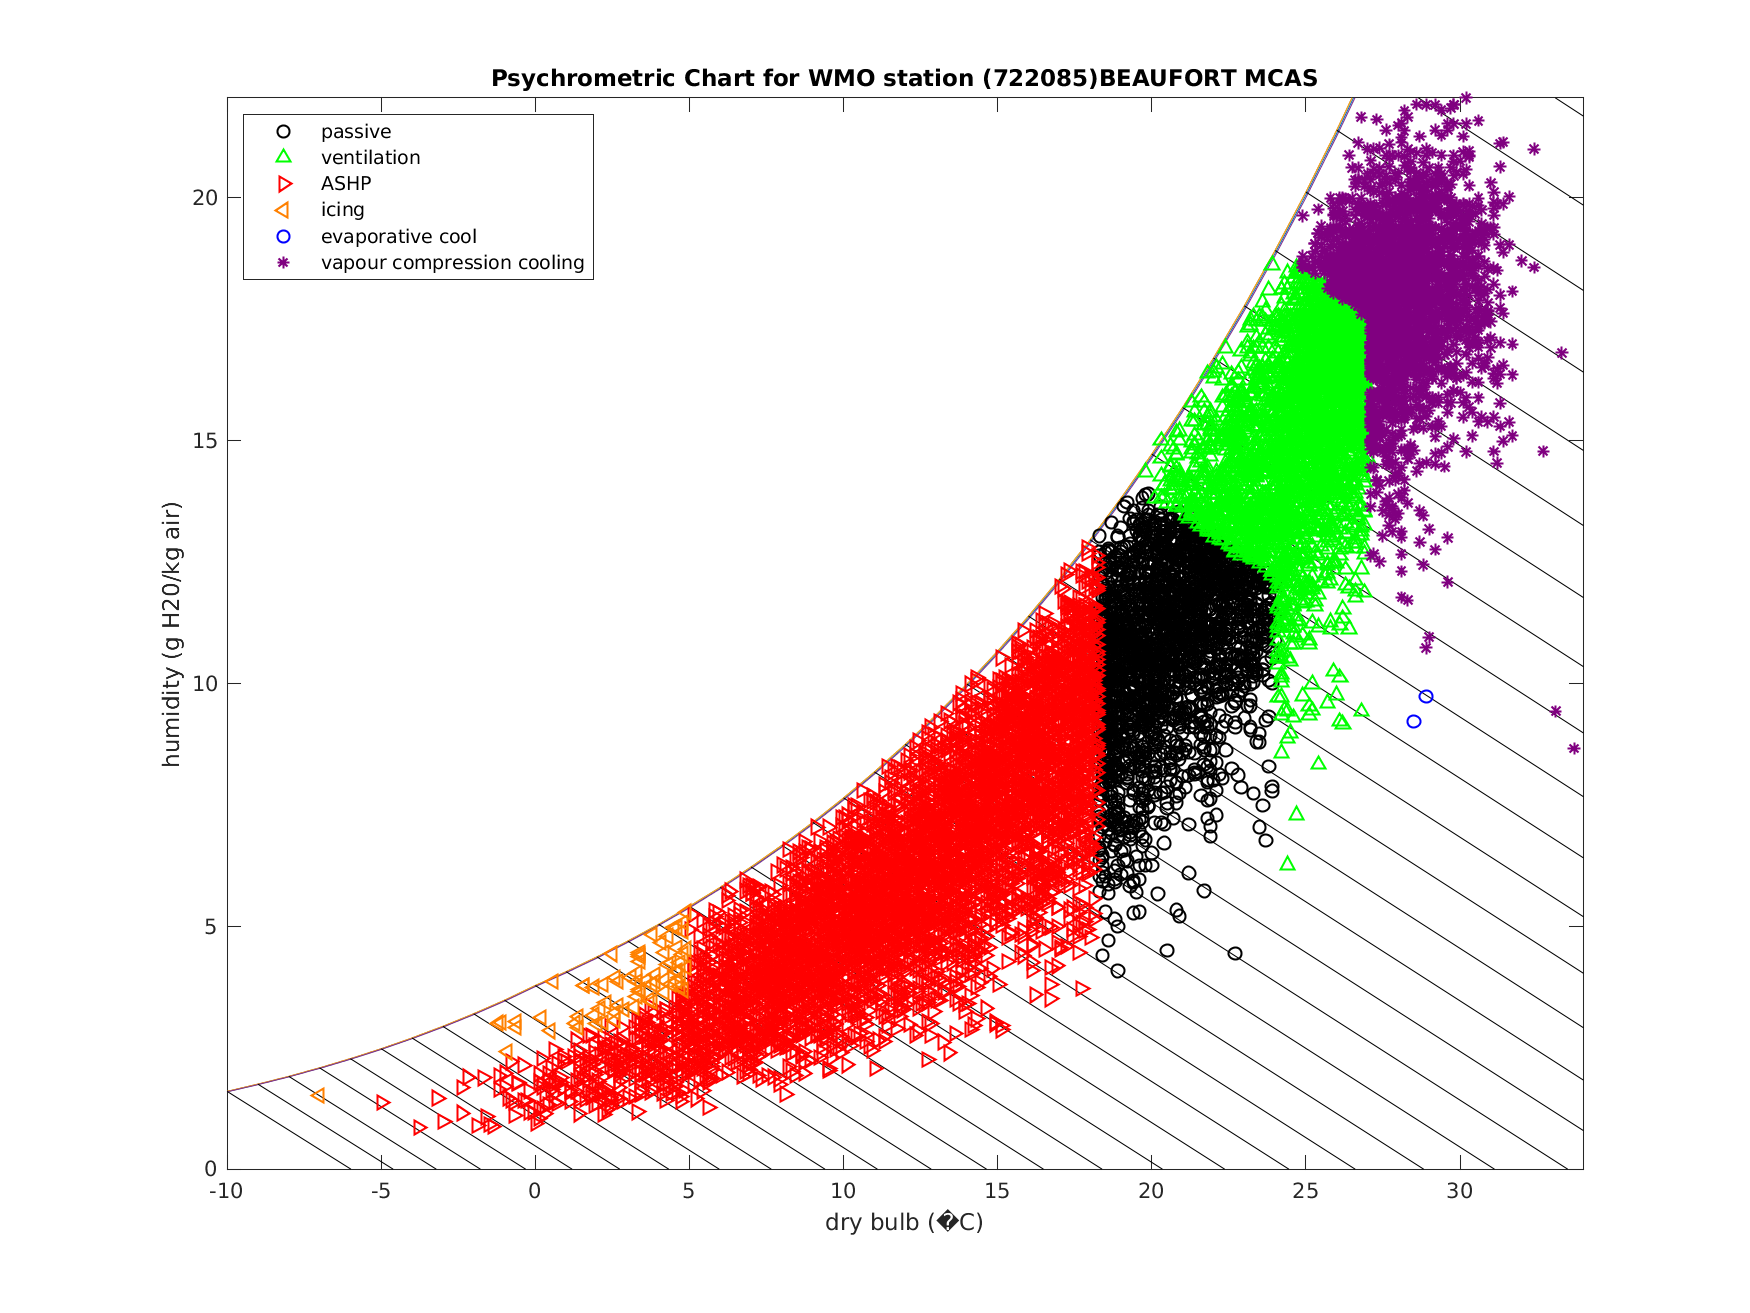 Psychrometric Chart for WMO station (722085)BEAUFORT MCAS
passive
ventilation
ASHP
icing
evaporative cool
vapour compression cooling
humidity (g H20/kg air)
20
15
10
5
0
-10 -5 0 5 10 15 20 25 30
dry bulb (�C)